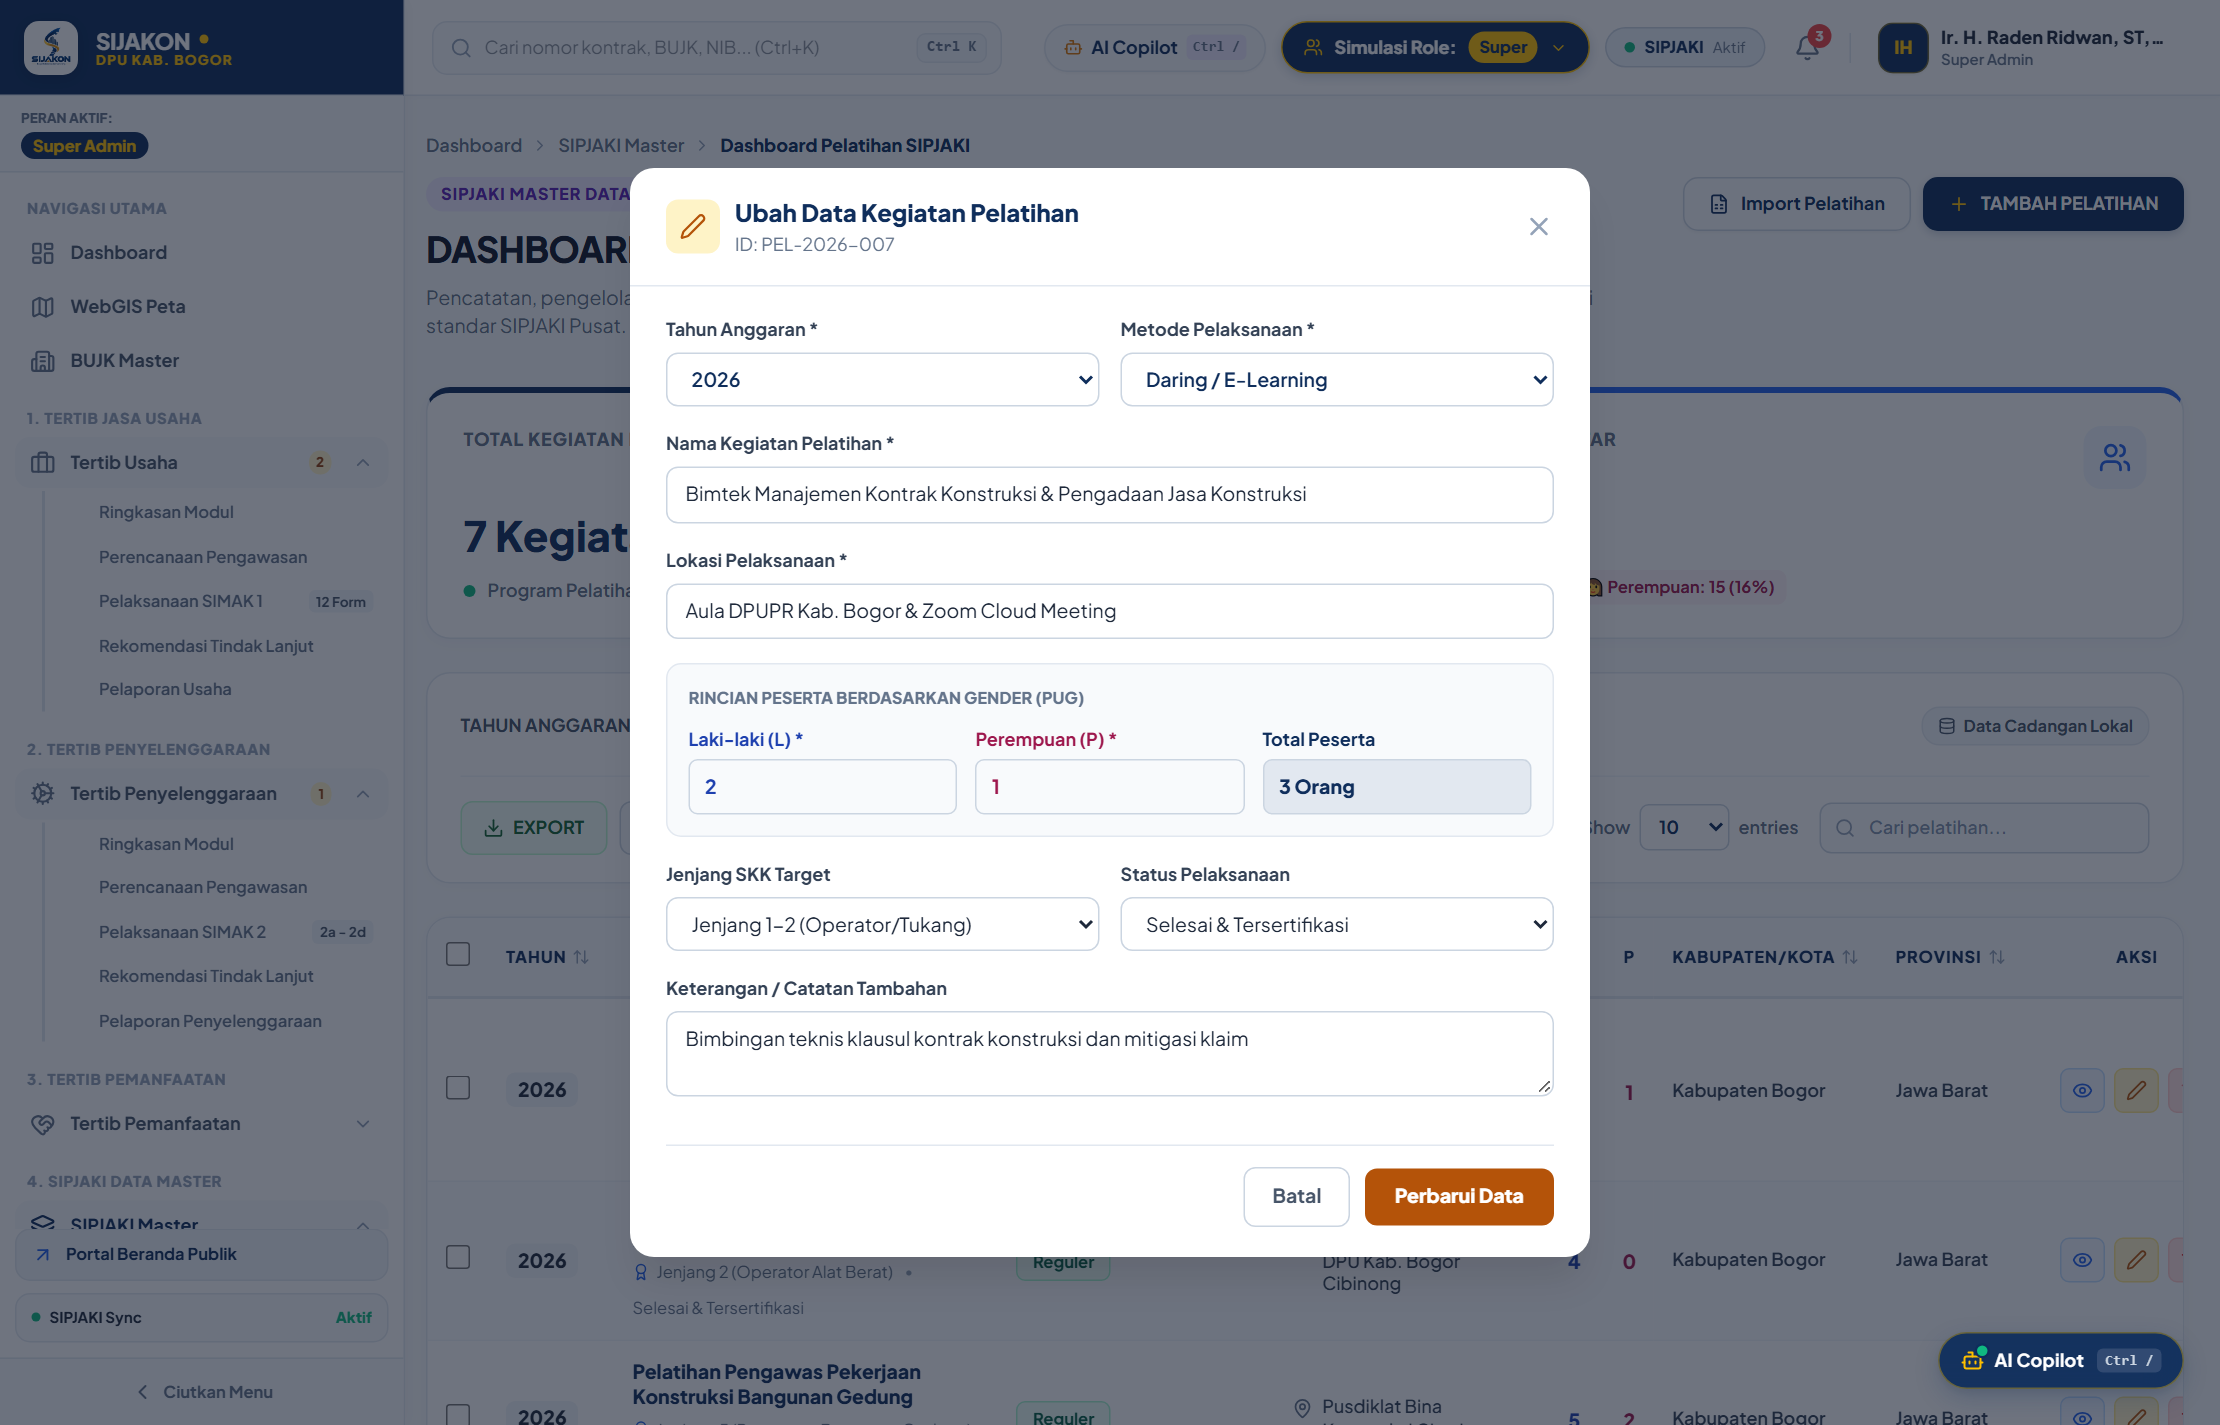 SIJAKON
SIJAKON
DPU KAB. BOGOR
Cari nomor kontrak, BUJK, NIB... (Ctrl+K)
Ctrl K
AI Copilot
Ctrl /
Simulasi Role:
Super
SIPJAKI
Aktif
3
IH
Ir. H. Raden Ridwan, ST,...
Super Admin
PERAN AKTIF:
Super Admin
NAVIGASI UTAMA
Dashboard
WebGIS Peta
BUJK Master
1. TERTIB JASA USAHA
Tertib Usaha
2
Ringkasan Modul
Perencanaan Pengawasan
Pelaksanaan SIMAK 1
12 Form
Rekomendasi Tindak Lanjut
Pelaporan Usaha
2. TERTIB PENYELENGGARAAN
Tertib Penyelenggaraan
1
Ringkasan Modul
Perencanaan Pengawasan
Pelaksanaan SIMAK 2
2a - 2d
Rekomendasi Tindak Lanjut
Pelaporan Penyelenggaraan
3. TERTIB PEMANFAATAN
Tertib Pemanfaatan
4. SIPJAKI DATA MASTER
SIPJAKI Master
Portal Beranda Publik
SIPJAKI Sync
Aktif
Ciutkan Menu
Dashboard
SIPJAKI Master
Dashboard Pelatihan SIPJAKI
SIPJAKI MASTER DATA
Pencatatan,
standar SIPJAKI Pusat.
Import Pelatihan
TAMBAH PELATIHAN
TOTAL KEGIATAN
7
Program
Perempuan: 15 (16%)
TAHUN ANGGARAN
Data Cadangan Lokal
EXPORT
10
entries
Cari pelatihan...
TAHUN
P
KABUPATEN/KOTA
PROVINSI
AKSI
2026
1
Kabupaten Bogor
Jawa Barat
2026
Jenjang 2 (Operator Alat Berat) •
Selesai & Tersertifikasi
Reguler
DPU Kab. Bogor
Cibinong
4
0
Kabupaten Bogor
Jawa Barat
2026
Pelatihan Pengawas Pekerjaan
Konstruksi Bangunan Gedung
Reguler
Pusdiklat Bina
5
2
Kabupaten Bogor
Jawa Barat
AI Copilot
Ctrl /
Ubah Data Kegiatan Pelatihan
ID: PEL-2026-007
Tahun Anggaran *
2026
Metode Pelaksanaan *
Daring / E-Learning
Nama Kegiatan Pelatihan *
Bimtek Manajemen Kontrak Konstruksi & Pengadaan Jasa Konstruksi
Lokasi Pelaksanaan *
Aula DPUPR Kab. Bogor & Zoom Cloud Meeting
RINCIAN PESERTA BERDASARKAN GENDER (PUG)
Laki-laki (L) *
2
Perempuan (P) *
1
Total Peserta
3 Orang
Jenjang SKK Target
Jenjang 1-2 (Operator/Tukang)
Status Pelaksanaan
Selesai & Tersertifikasi
Keterangan / Catatan Tambahan
Bimbingan teknis klausul kontrak konstruksi dan mitigasi klaim
Batal
Perbarui Data